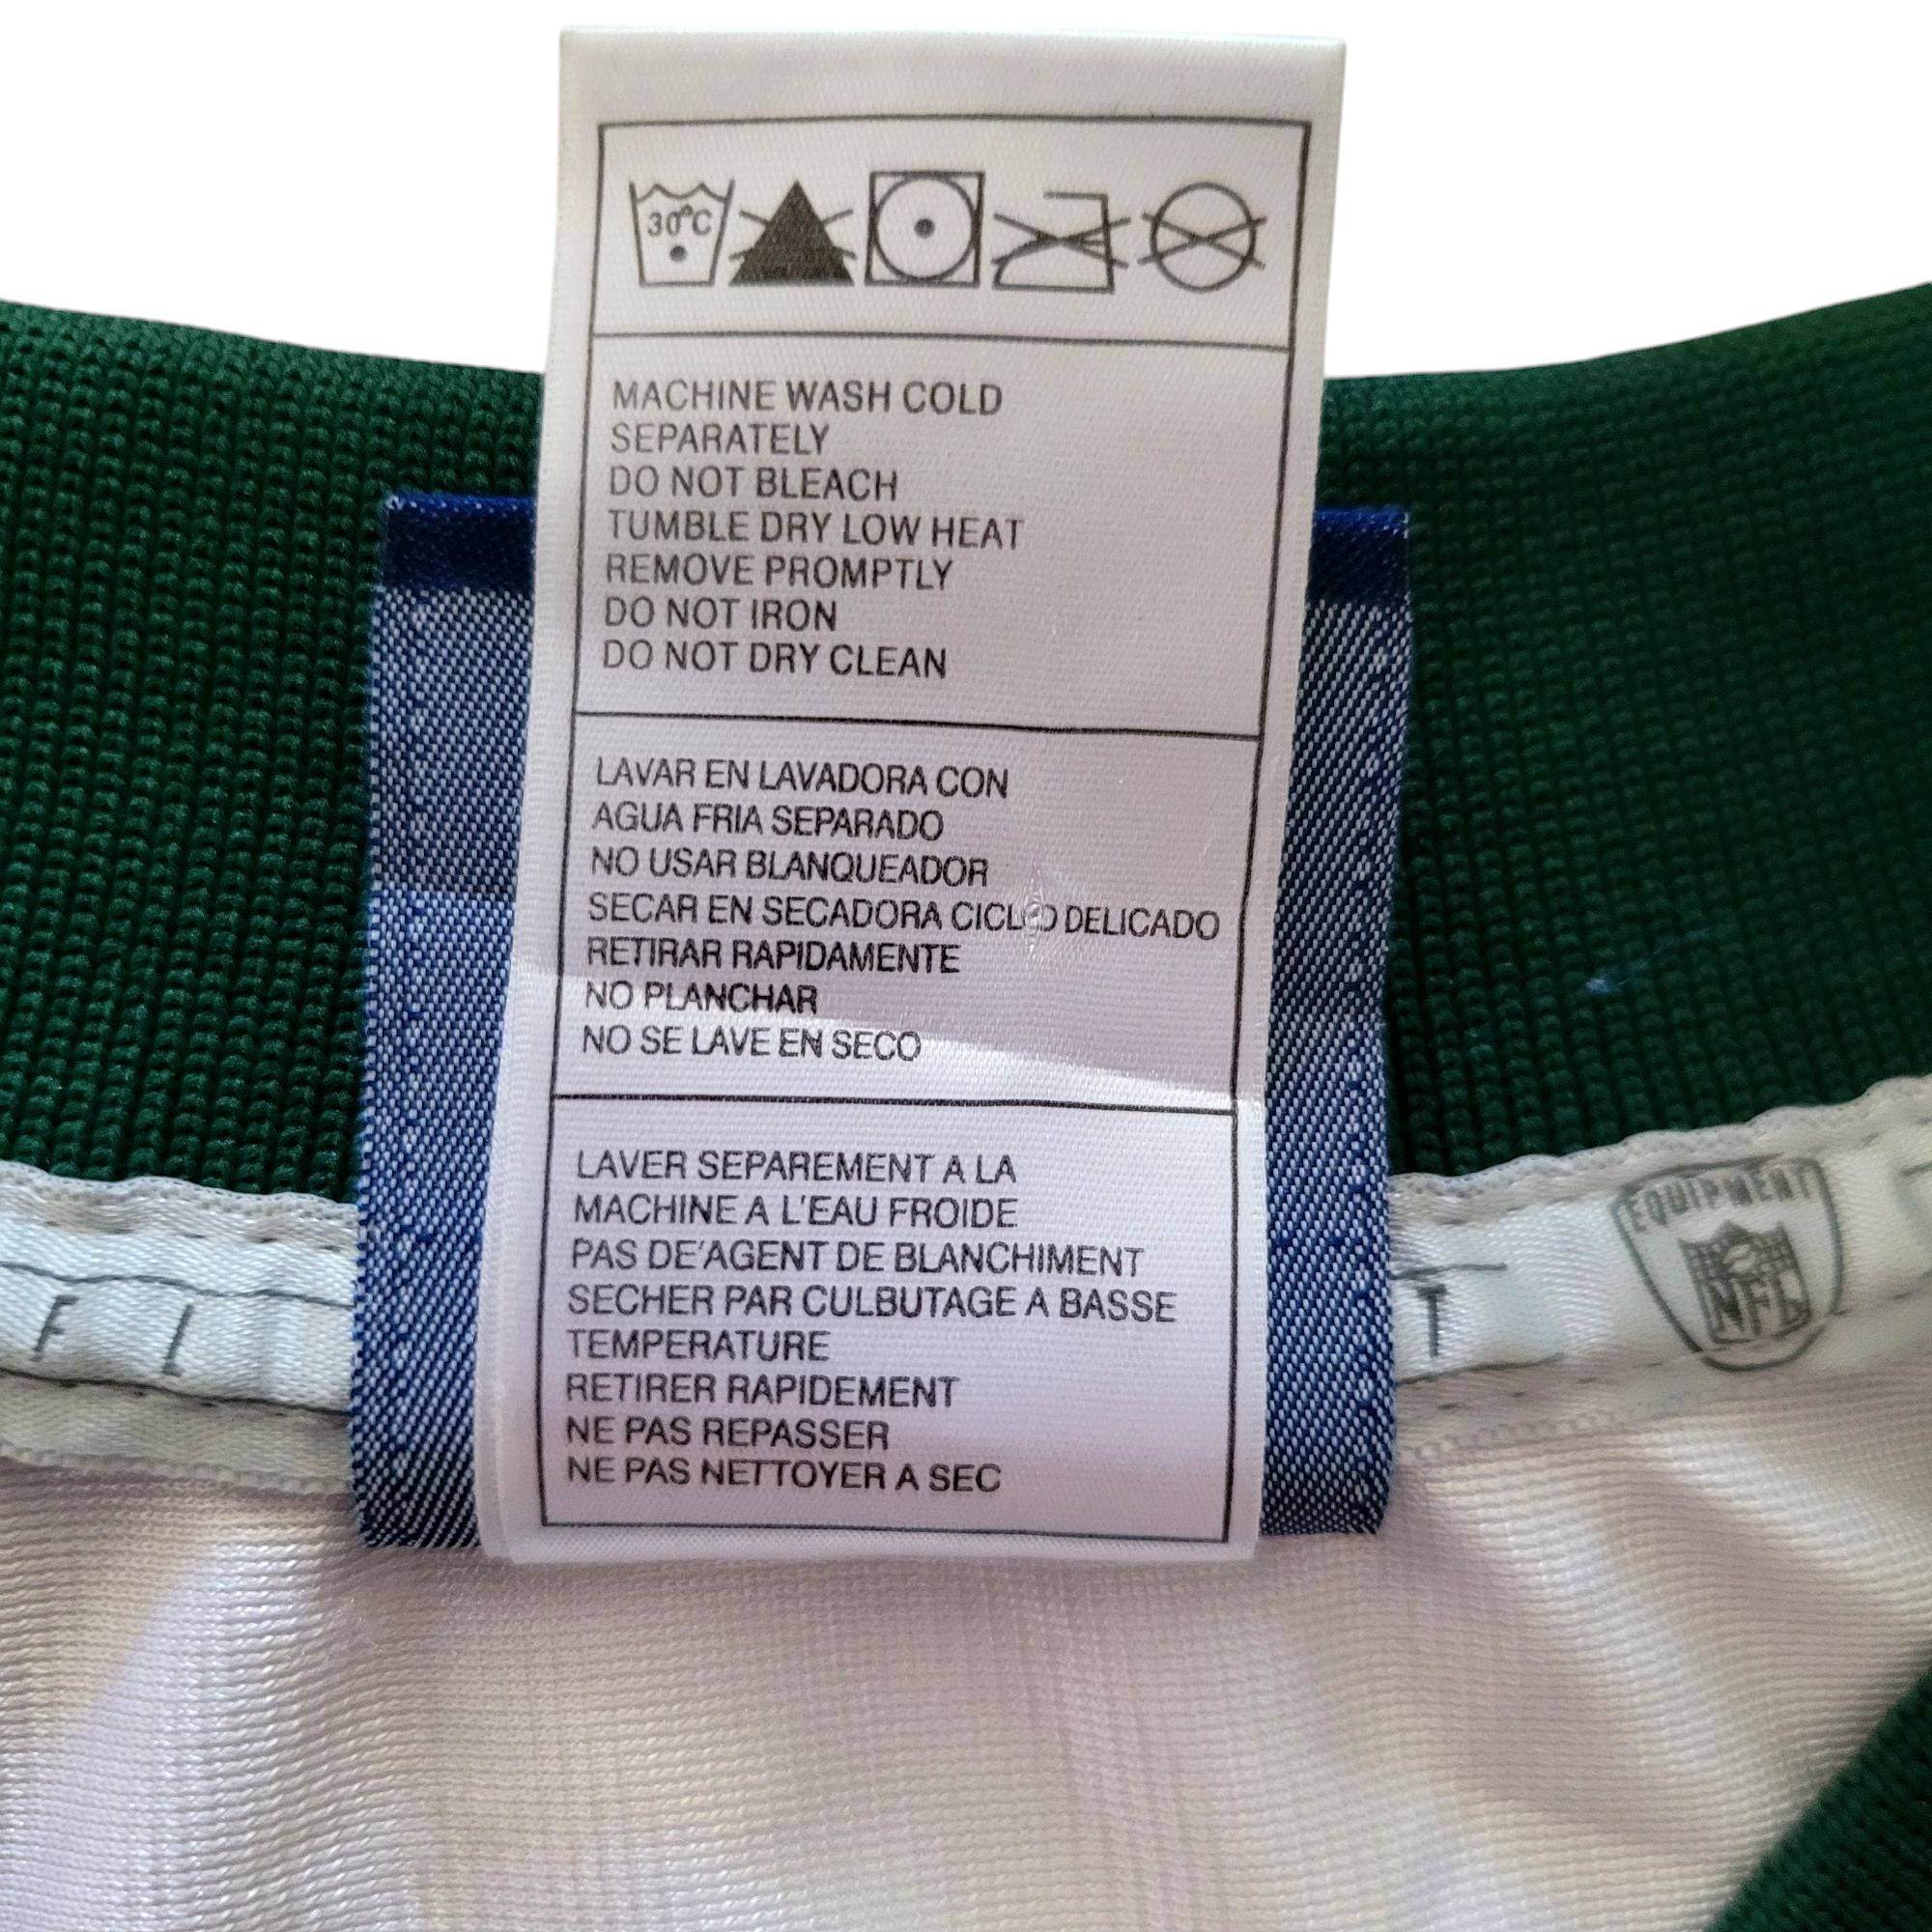 30°C
MACHINE WASH COLD
SEPARATELY
DO NOT BLEACH
TUMBLE DRY LOW HEAT
REMOVE PROMPTLY
DO NOT IRON
DO NOT DRY CLEAN
LAVAR EN LAVADORA CON
AGUA FRIA SEPARADO
NO USAR BLANQUEADOR
SECAR EN SECADORA CICLO DELICADO
RETIRAR RAPIDAMENTE
NO PLANCHAR
NO SE LAVE EN SECO
LAVER SEPAREMENT A LA
MACHINE A L'EAU FROIDE
PAS DE'AGENT DE BLANCHIMENT
SECHER PAR CULBUTAGE A BASSE
TEMPERATURE
RETIRER RAPIDEMENT
NE PAS REPASSER
NE PAS NETTOYER A SEC
F L
T
EQUIPMENT
NFL